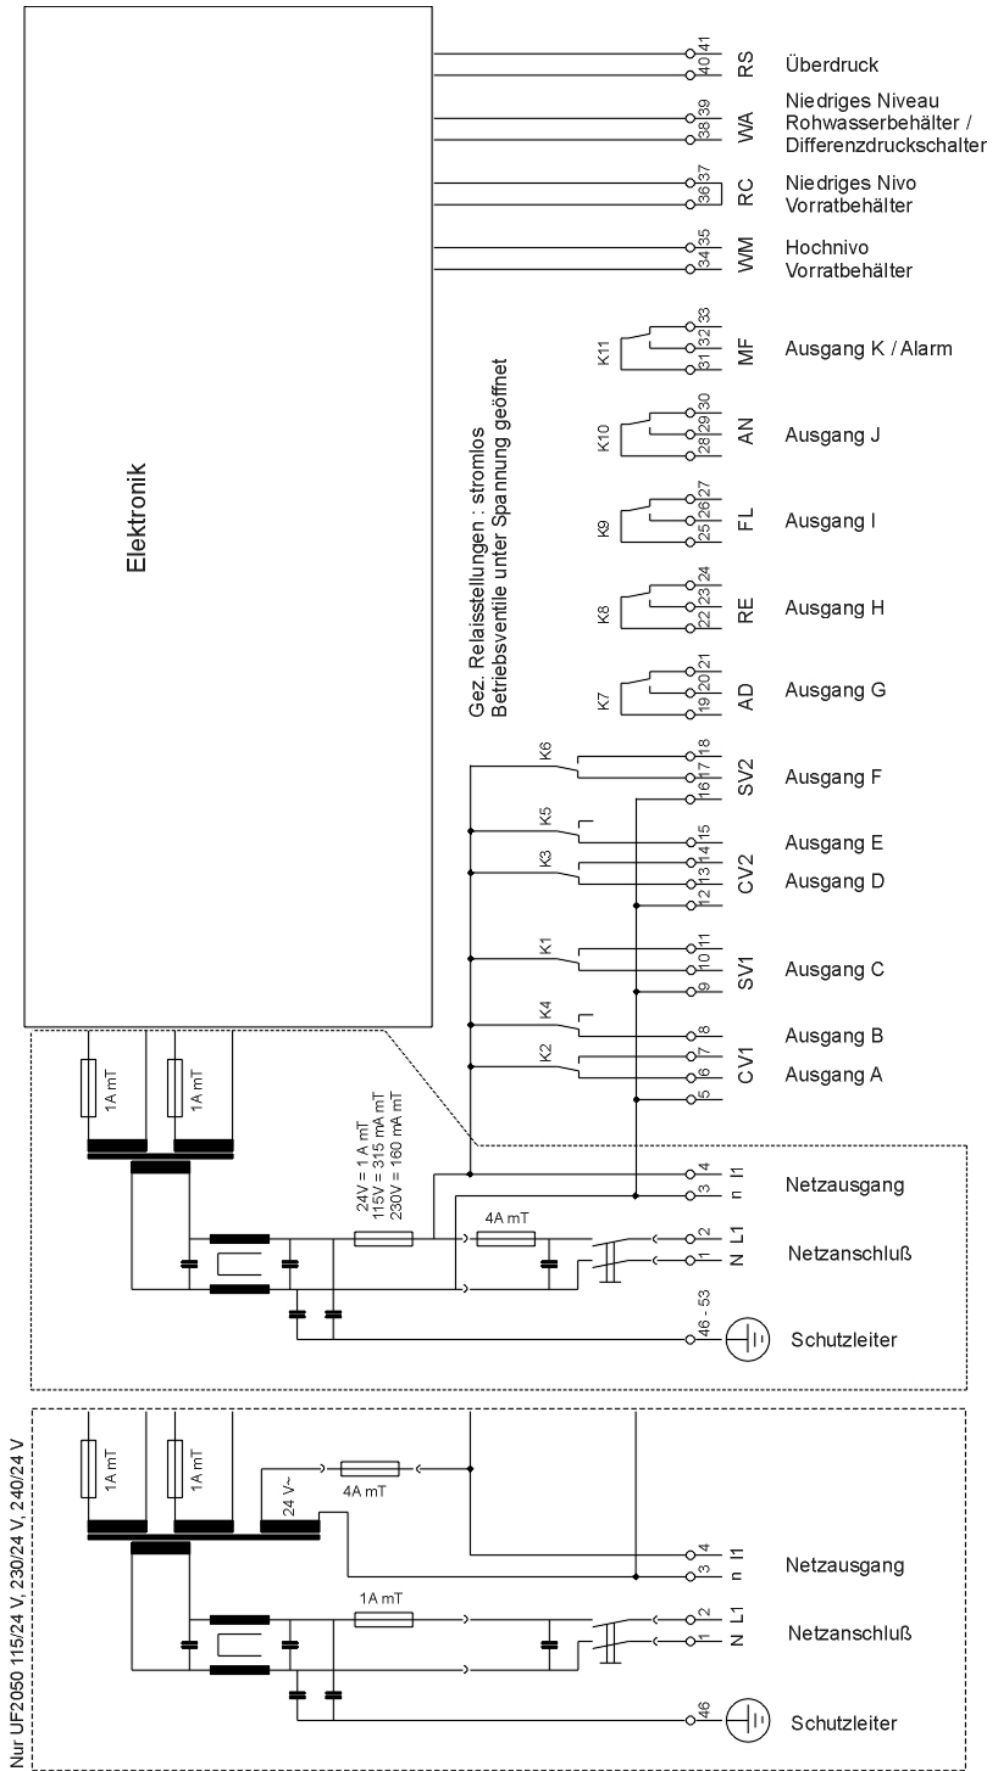 41
40
RS
Überdruck
39
38
WA
Niedriges Niveau
Rohwasserbehälter /
Differenzdruckschalter
37
36
RC
Niedriges Nivo
Vorratbehälter
35
34
WM
Hochnivo
Vorratbehälter
K11
33
32
31
MF
Ausgang K / Alarm
K10
30
29
28
AN
Ausgang J
K9
27
26
25
FL
Ausgang I
K8
24
23
22
RE
Ausgang H
K7
21
20
19
AD
Ausgang G
Elektronik
Gez. Relaisstellungen : stromlos
Betriebsventile unter Spannung geöffnet
K6
18
17
16
SV2
Ausgang F
K5
15
Ausgang E
K3
14
13
12
CV2
Ausgang D
K1
11
10
9
SV1
Ausgang C
K4
8
Ausgang B
K2
7
6
5
CV1
Ausgang A
1A mT
1A mT
24V = 1 A mT
115V = 315 mA mT
230V = 160 mA mT
4A mT
4
3
l1
n
Netzausgang
2
1
L1
N
Netzanschluß
46 - 53
Schutzleiter
Nur UF2050 115/24 V, 230/24 V, 240/24 V
1A mT
1A mT
24 V~
4A mT
4
3
l1
n
Netzausgang
1A mT
2
1
L1
N
Netzanschluß
46
Schutzleiter